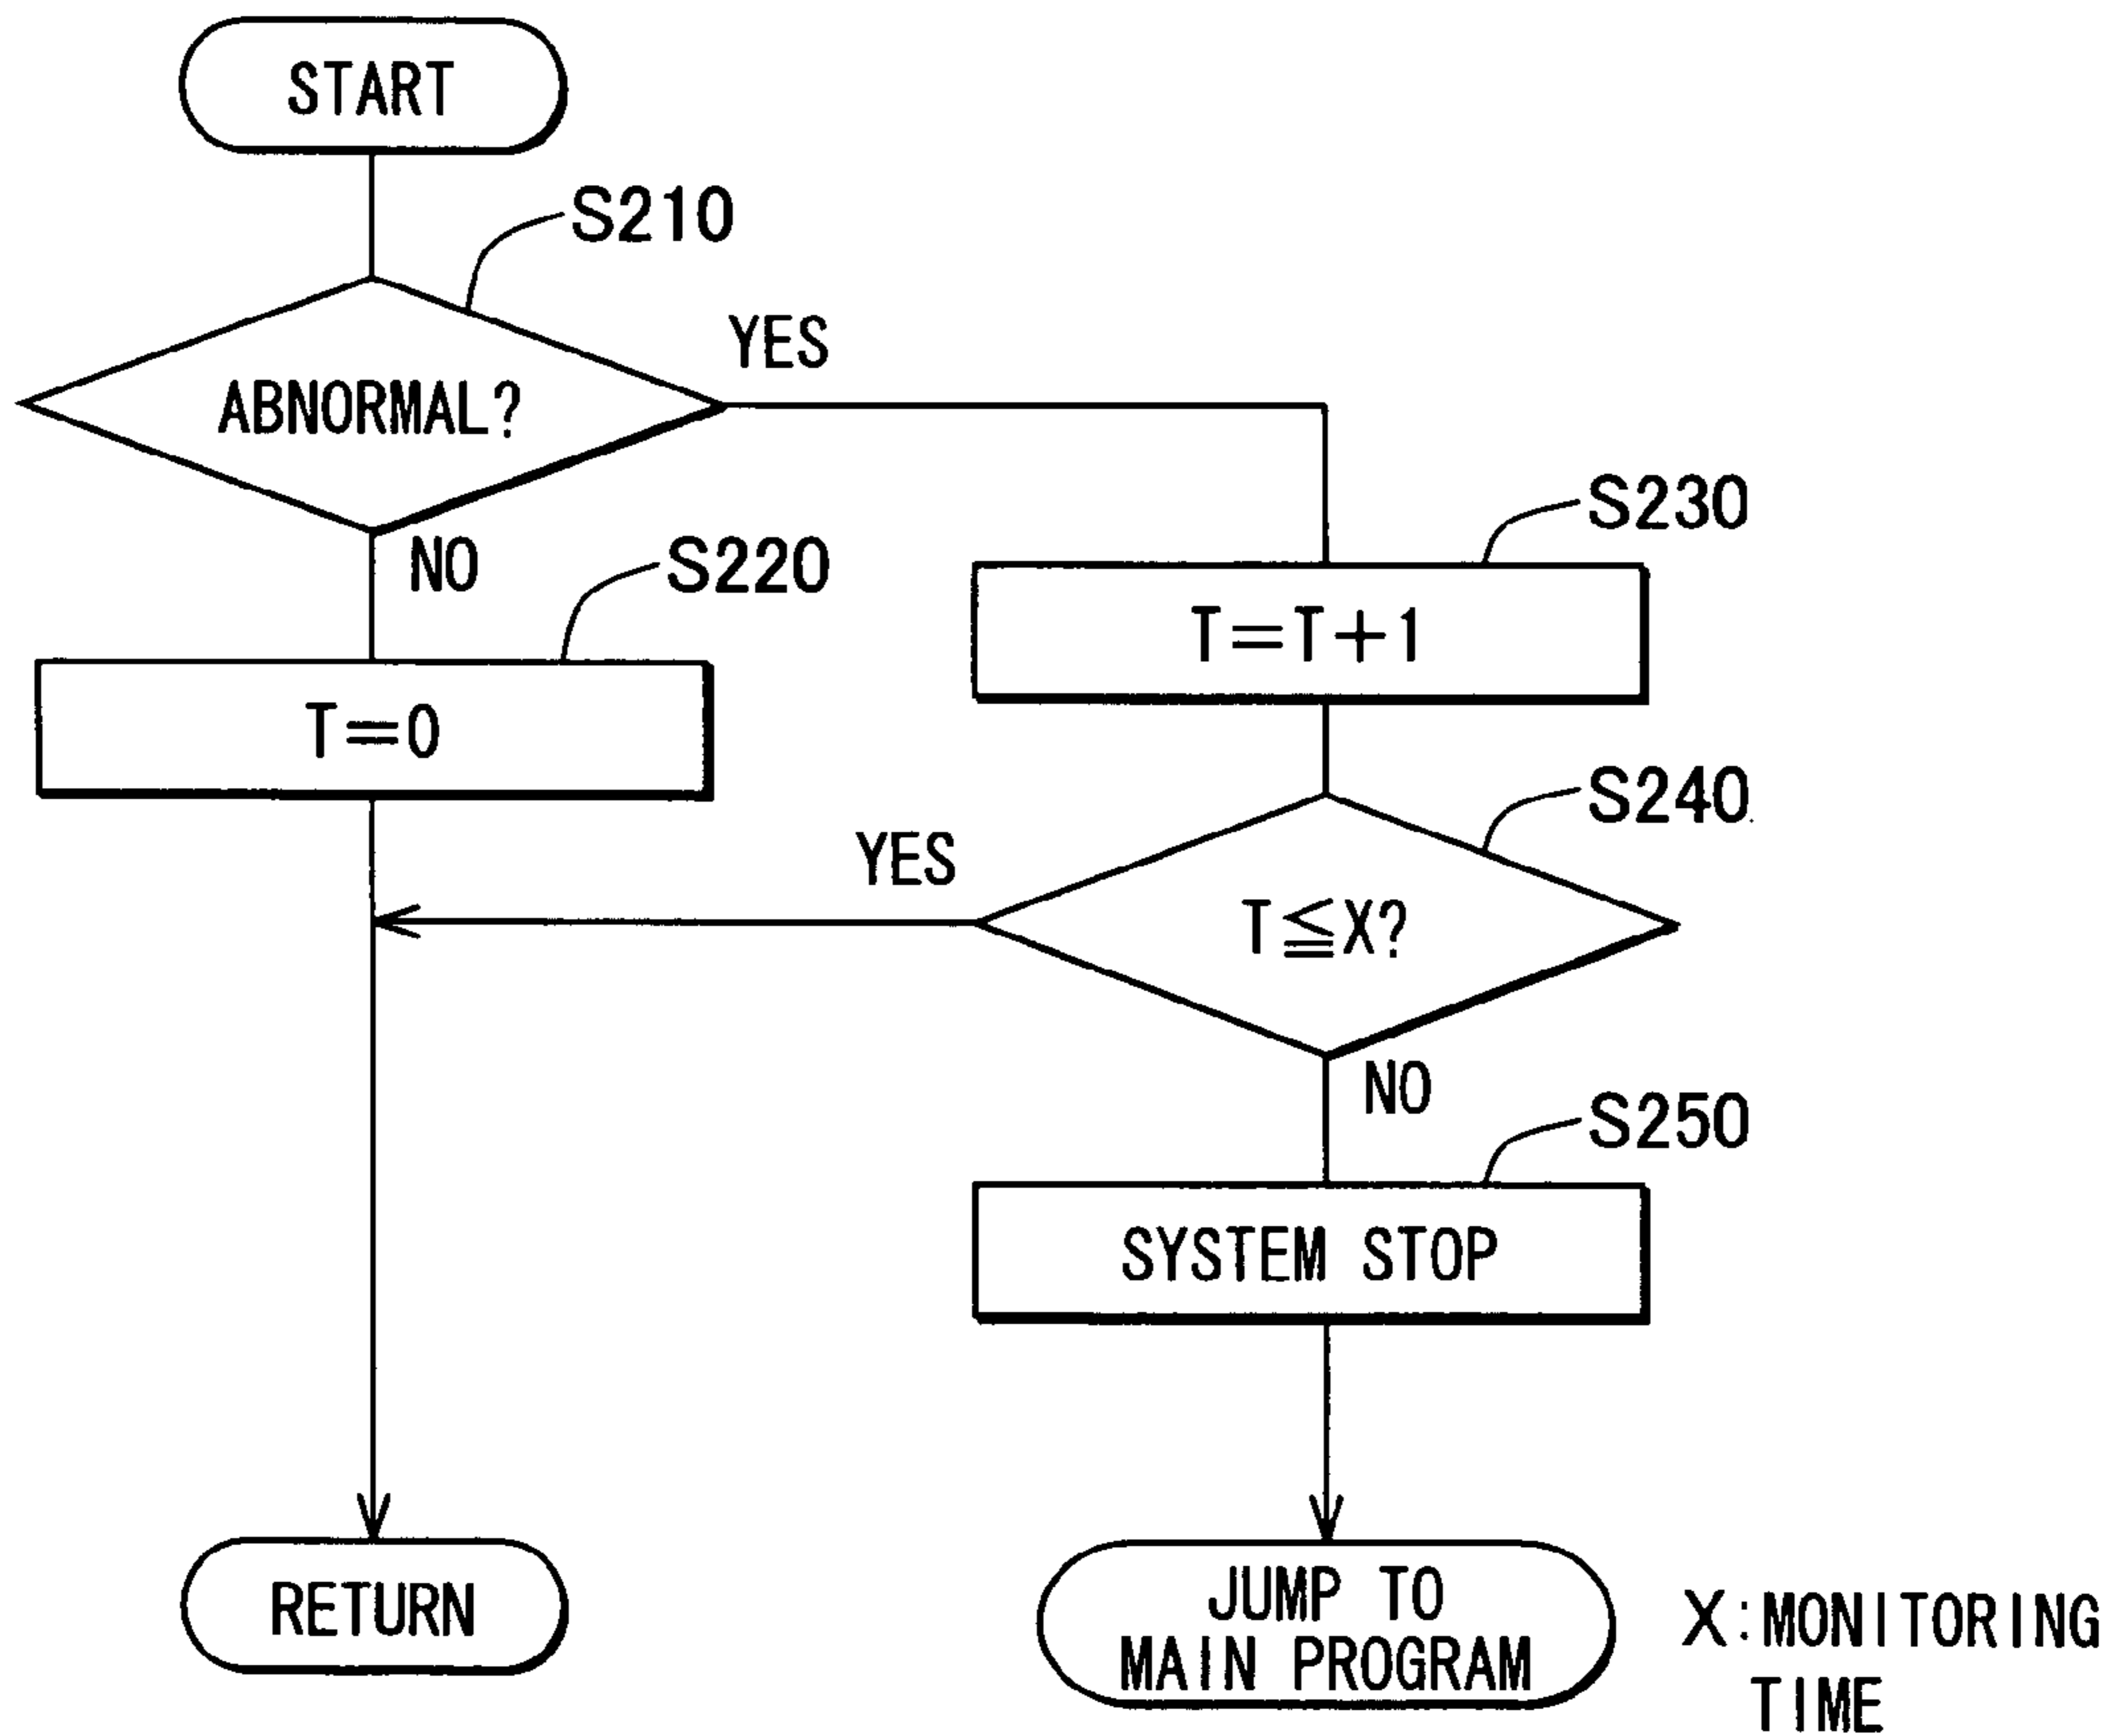 START
S210
YES
ABNORMAL?
S230
NO
S220
T=T+1
T=0
S240
YES
T≦X?
NO
S250
SYSTEM STOP
RETURN
JUMP TO
MAIN PROGRAM
X:MONITORING
TIME